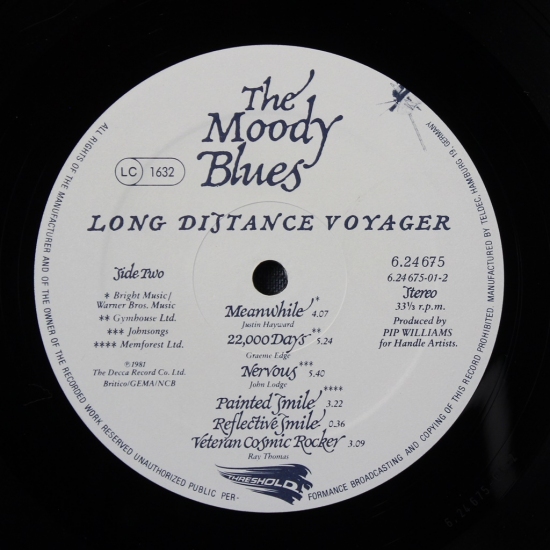 The
Moody
Blues
LC 1632
LONG DISTANCE VOYAGER
Side Two
* Bright Music/
Warner Bros. Music
** Gymhouse Ltd.
*** Johnsongs
**** Memforest Ltd.
℗ 1981
The Decca Record Co. Ltd.
Britico/GEMA/NCB
6.24675
6.24 675-01-2
Stereo
33⅓ r.p.m.
Produced by
PIP WILLIAMS
for Handle Artists.
Meanwhile * 4.07
Justin Hayward
22,000 Days ** 5.24
Graeme Edge
Nervous *** 5.40
John Lodge
Painted Smile **** 3.22
Reflective Smile 0.36
Veteran Cosmic Rocker 3.09
Ray Thomas
THRESHOLD
ALL RIGHTS OF THE MANUFACTURER AND OF THE OWNER OF THE RECORDED WORK RESERVED UNAUTHORIZED PUBLIC PER-
FORMANCE BROADCASTING AND COPYING OF THIS RECORD PROHIBITED. MANUFACTURED BY TELDEC, HAMBURG 19, GERMANY
6.24675